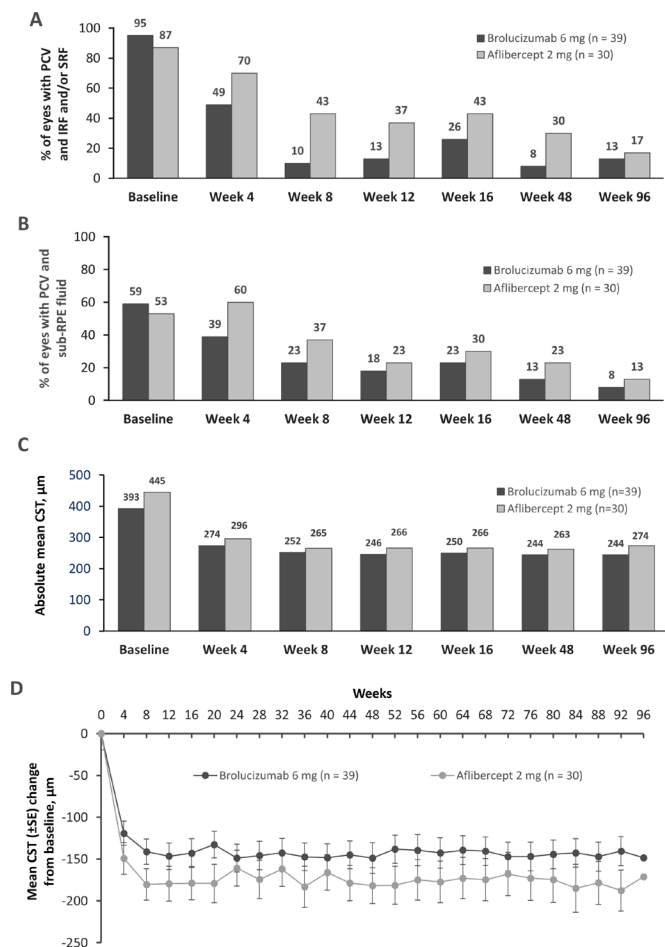 A
% of eyes with PCV
and IRF and/or SRF
100
80
60
40
20
0
95
87
49
70
10
43
13
37
26
43
8
30
13
17
Brolucizumab 6 mg (n = 39)
Aflibercept 2 mg (n = 30)
Baseline Week 4 Week 8 Week 12 Week 16 Week 48 Week 96
B
% of eyes with PCV and
sub-RPE fluid
100
80
60
40
20
0
59
53
39
60
23
37
18
23
23
30
13
23
8
13
Brolucizumab 6 mg (n = 39)
Aflibercept 2 mg (n = 30)
Baseline Week 4 Week 8 Week 12 Week 16 Week 48 Week 96
C
Absolute mean CST, µm
500
400
300
200
100
0
393
445
274
296
252
265
246
266
250
266
244
263
244
274
Brolucizumab 6 mg (n=39)
Aflibercept 2 mg (n=30)
Baseline Week 4 Week 8 Week 12 Week 16 Week 48 Week 96
D
Weeks
0 4 8 12 16 20 24 28 32 36 40 44 48 52 56 60 64 68 72 76 80 84 88 92 96
Mean CST (±SE) change
from baseline, µm
0
-50
-100
-150
-200
-250
Brolucizumab 6 mg (n = 39)
Aflibercept 2 mg (n = 30)